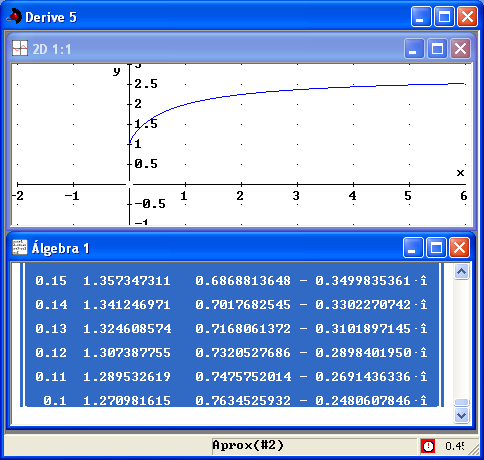 Derive 5
2D 1:1
y
3
2.5
2
1.5
1
0.5
x
-2 -1 0 1 2 3 4 5 6
-0.5
-1
Álgebra 1
0.15 1.357347311 0.6868813648 - 0.3499835361·î
0.14 1.341246971 0.7017682545 - 0.3302270742·î
0.13 1.324608574 0.7168061372 - 0.3101897145·î
0.12 1.307387755 0.7320527686 - 0.2898401950·î
0.11 1.289532619 0.7475752014 - 0.2691436336·î
0.1 1.270981615 0.7634525932 - 0.2480607846·î
Aprox(#2)